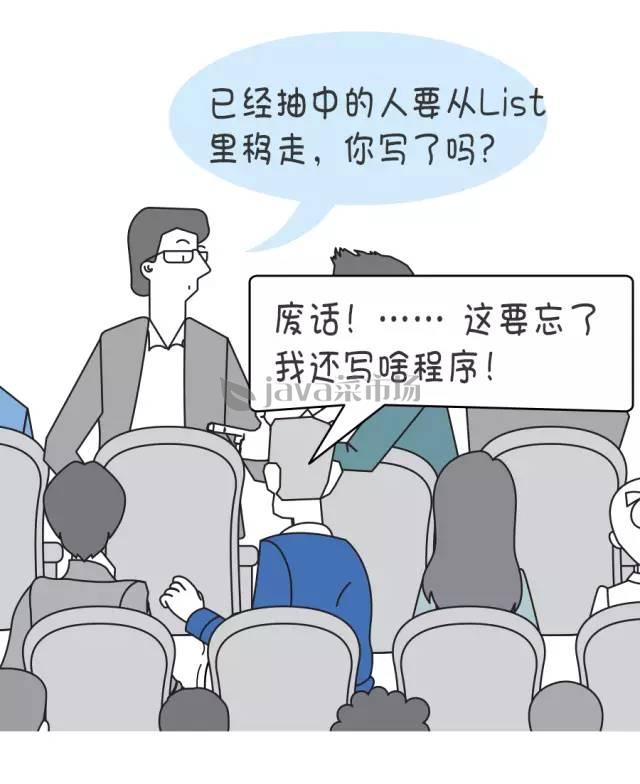 已经抽中的人要从List
里移走，你写了吗？
废话！…… 这要忘了
我还写啥程序！
java菜市场